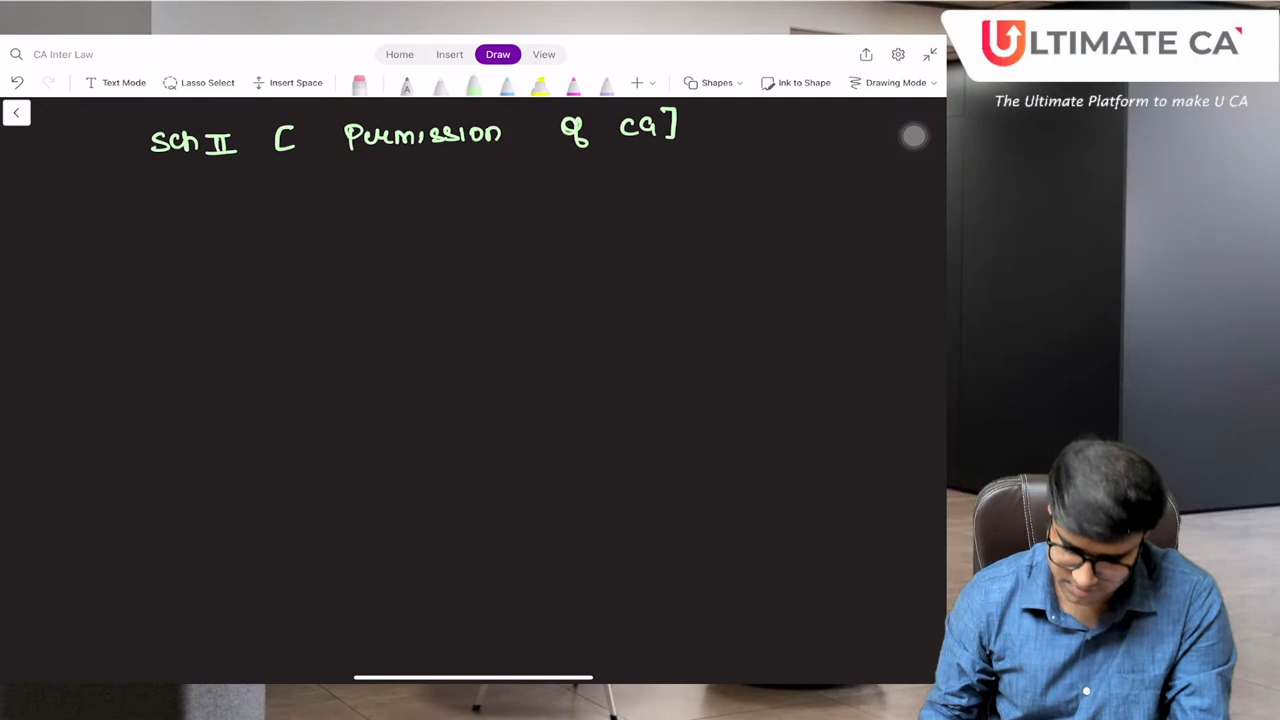 ULTIMATE CA
The Ultimate Platform to make U CA
CA Inter Law
Home Insert Draw View
Text Mode Lasso Select Insert Space Shapes Ink to Shape Drawing Mode
Sch II [ Permission of CG]